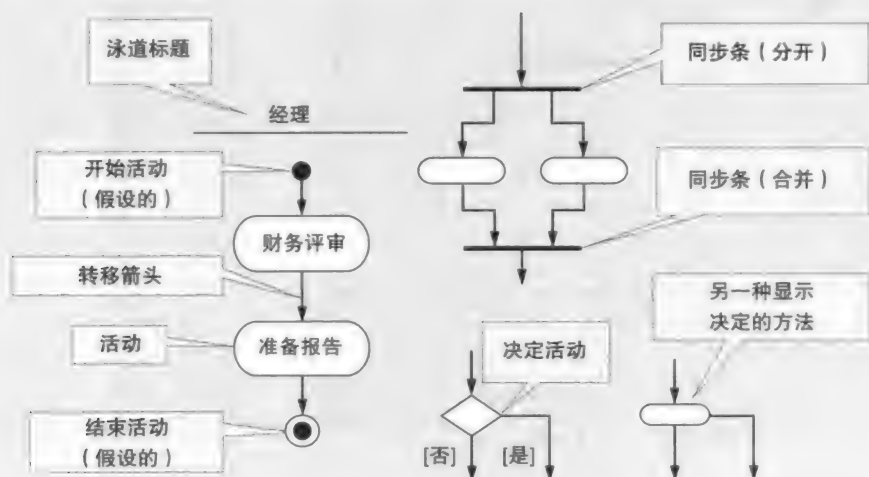 泳道标题
经理
开始活动
(假设的)
财务评审
转移箭头
活动
准备报告
结束活动
(假设的)
同步条(分开)
同步条(合并)
另一种显示
决定的方法
决定活动
[否]
[是]